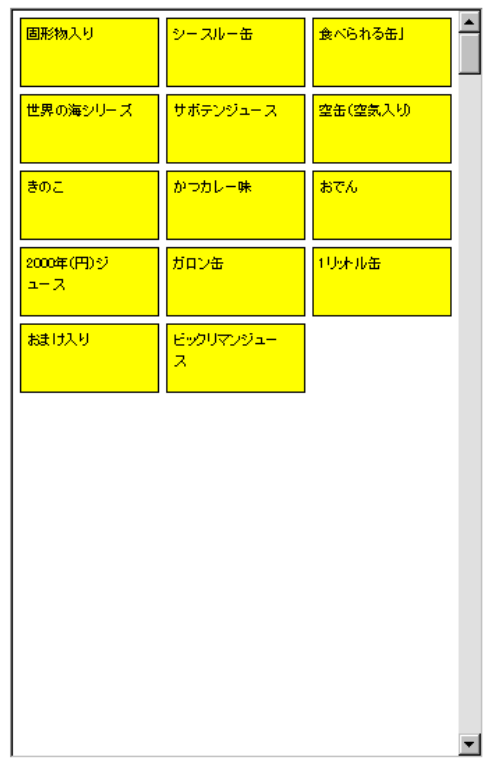 固形物入り
シースルー缶
食べられる缶」
世界の海シリーズ
サボテンジュース
空缶(空気入り)
きのこ
かつカレー味
おでん
2000年(円)ジ
ュース
ガロン缶
1リットル缶
おまけ入り
ビックリマンジュー
ス